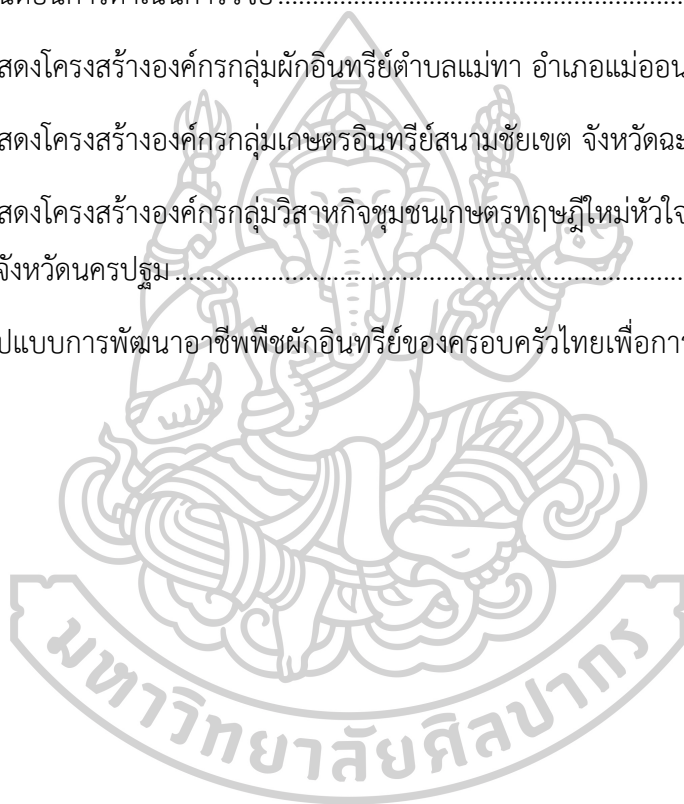 สดงโครงสร้างองค์กรกลุ่มผักอินทรีย์ตำบลแม่ทา อำเภอแม่ออน
สดงโครงสร้างองค์กรกลุ่มเกษตรอินทรีย์สนามชัยเขต จังหวัดฉะ
สดงโครงสร้างองค์กรกลุ่มวิสาหกิจชุมชนเกษตรทฤษฎีใหม่หัวใจ
จังหวัดนครปฐม ................................................................................
ปแบบการพัฒนาอาชีพพืชผักอินทรีย์ของครอบครัวไทยเพื่อการ
มหาวิทยาลัยศิลปากร